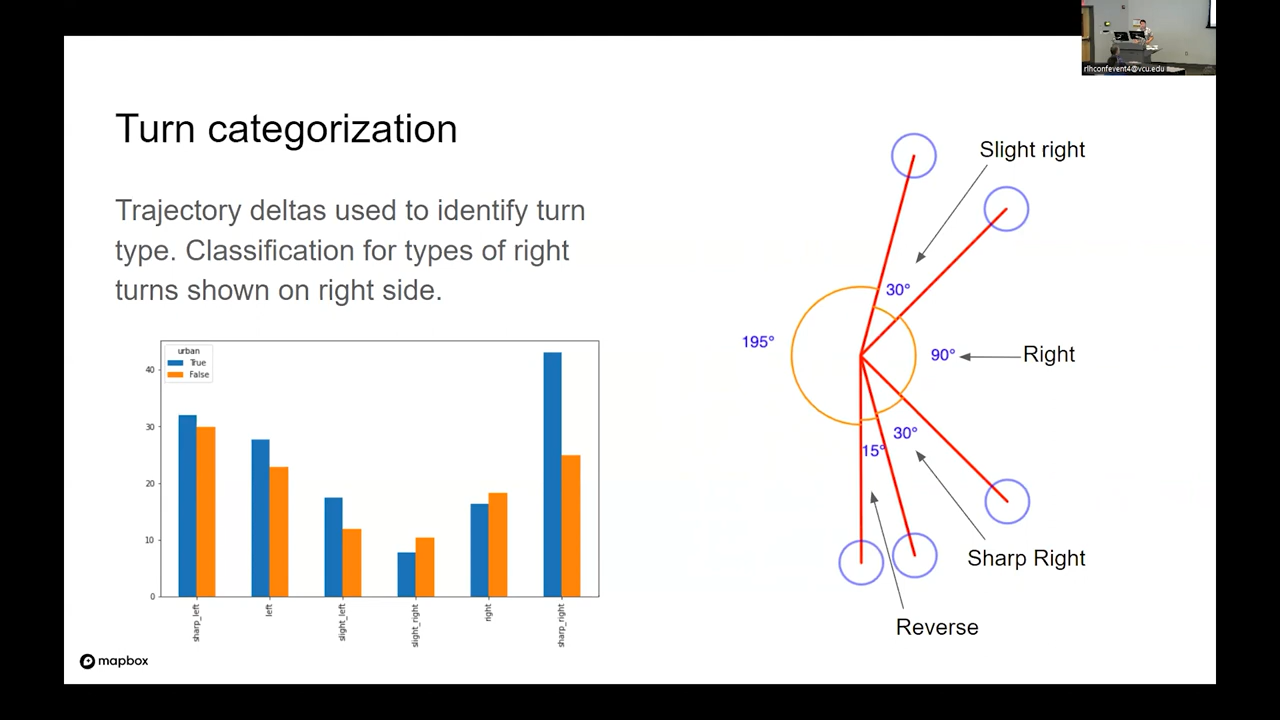 rlhconfevent4@vcu.edu
Turn categorization
Trajectory deltas used to identify turn
type. Classification for types of right
turns shown on right side.
urban
True
False
40
30
20
10
0
sharp_left
left
slight_left
slight_right
right
sharp_right
mapbox
Slight right
30°
195°
90°
Right
30°
15°
Sharp Right
Reverse